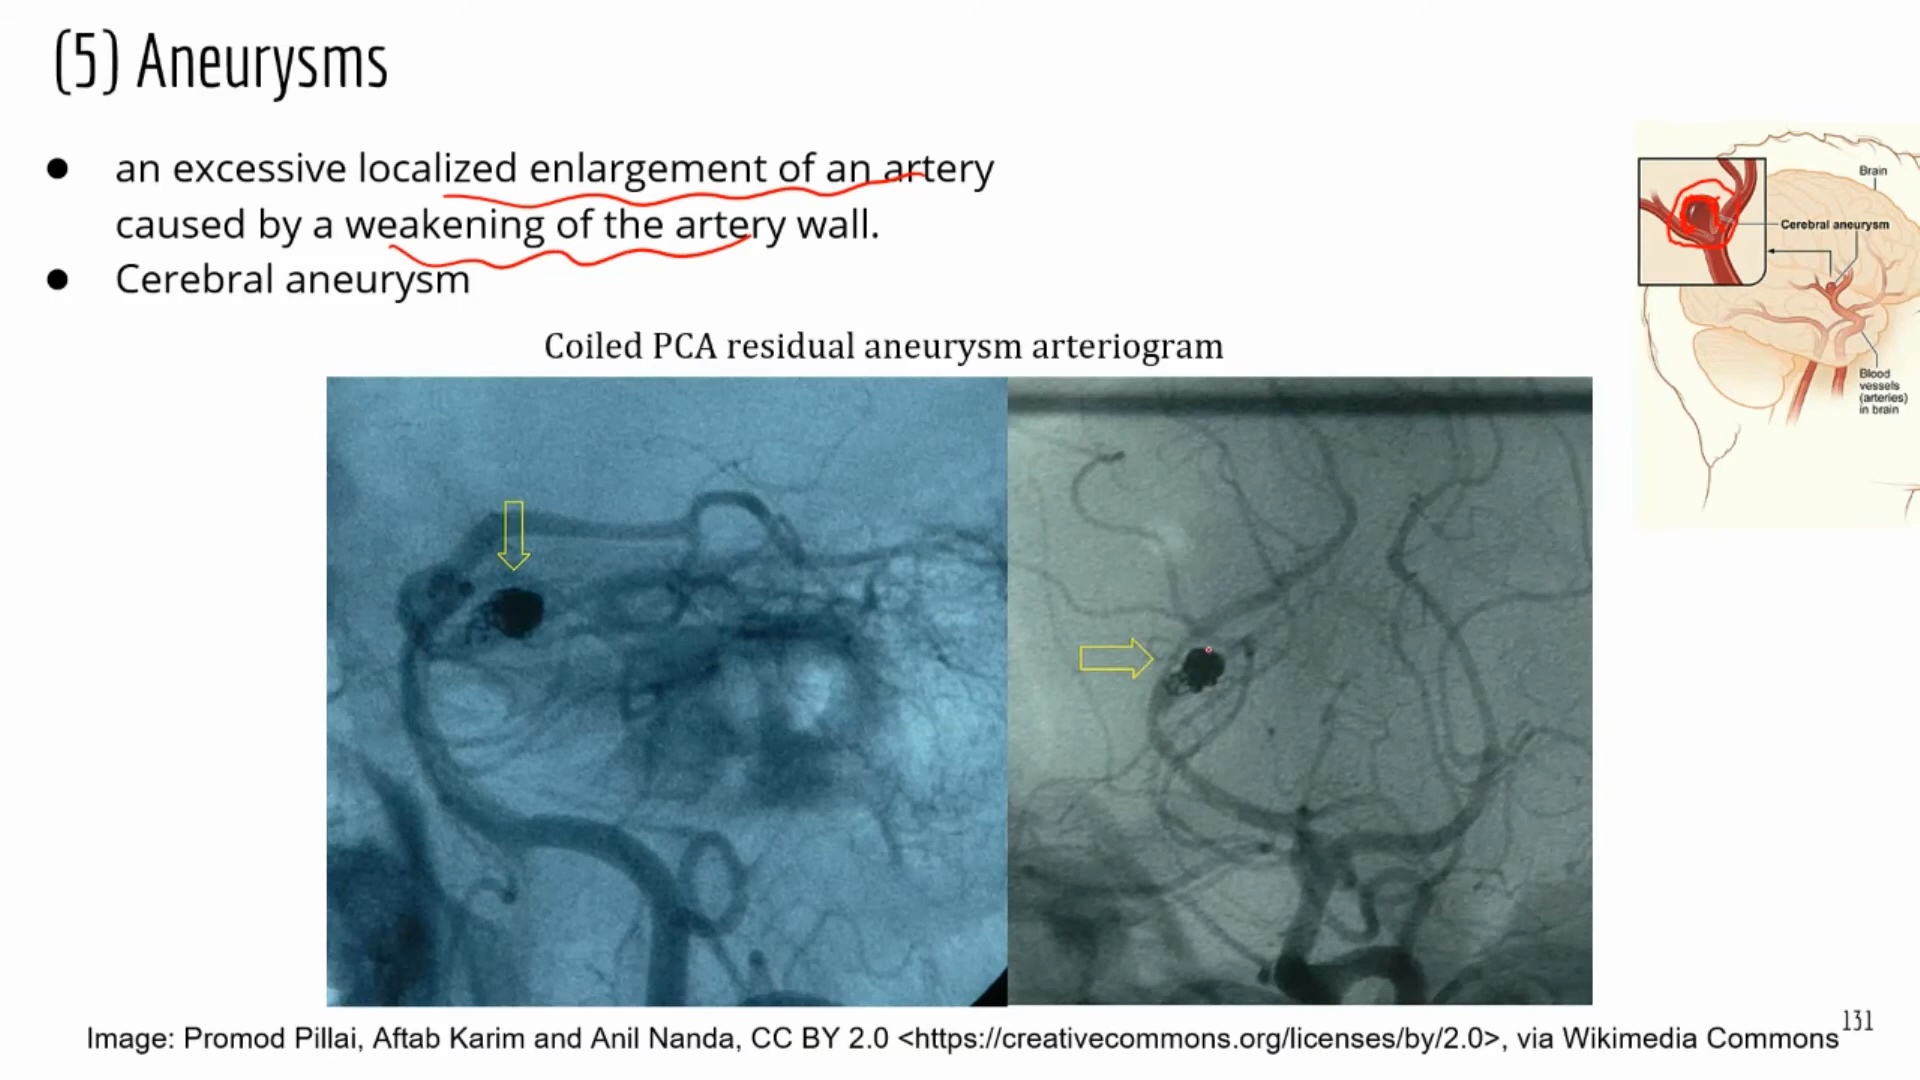 (5) Aneurysms
● an excessive localized enlargement of an artery
caused by a weakening of the artery wall.
● Cerebral aneurysm
Brain
Cerebral aneurysm
Blood
vessels
(arteries)
in brain
Coiled PCA residual aneurysm arteriogram
Image: Promod Pillai, Aftab Karim and Anil Nanda, CC BY 2.0 <https://creativecommons.org/licenses/by/2.0>, via Wikimedia Commons
131